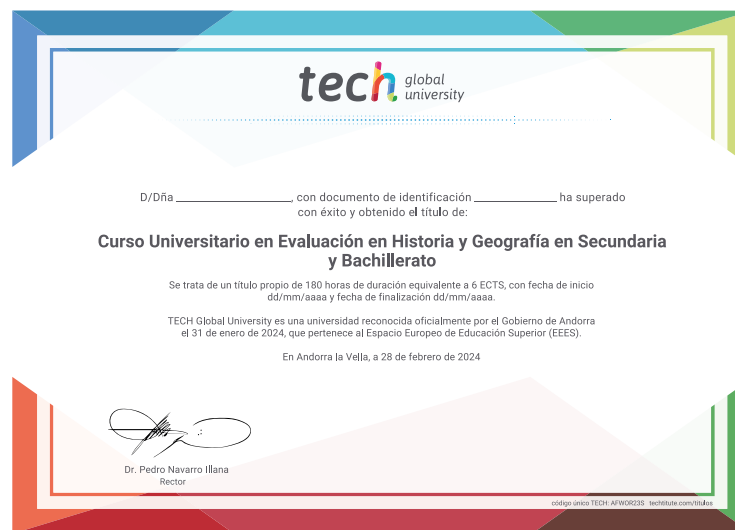 tech global
university
D/Dña ______________, con documento de identificación __________ ha superado
con éxito y obtenido el título de:
Curso Universitario en Evaluación en Historia y Geografía en Secundaria
y Bachillerato
Se trata de un título propio de 180 horas de duración equivalente a 6 ECTS, con fecha de inicio
dd/mm/aaaa y fecha de finalización dd/mm/aaaa.
TECH Global University es una universidad reconocida oficialmente por el Gobierno de Andorra
el 31 de enero de 2024, que pertenece al Espacio Europeo de Educación Superior (EEES).
En Andorra la Vella, a 28 de febrero de 2024
Dr. Pedro Navarro Illana
Rector
código único TECH: AFWOR23S techtitute.com/titulos